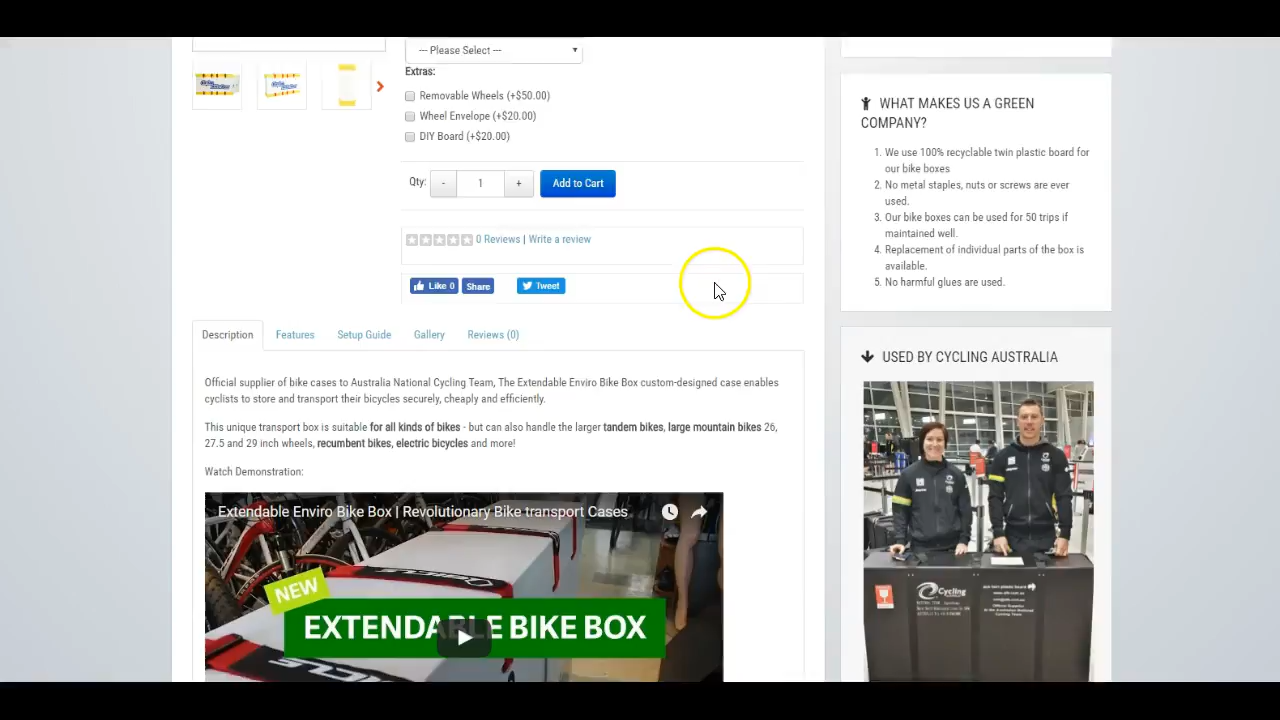 --- Please Select ---
Extras:
Removable Wheels (+$50.00)
Wheel Envelope (+$20.00)
DIY Board (+$20.00)
Qty: - 1 + Add to Cart
0 Reviews | Write a review
Like 0 Share Tweet
Description Features Setup Guide Gallery Reviews (0)
Official supplier of bike cases to Australia National Cycling Team, The Extendable Enviro Bike Box custom-designed case enables
cyclists to store and transport their bicycles securely, cheaply and efficiently.
This unique transport box is suitable for all kinds of bikes - but can also handle the larger tandem bikes, large mountain bikes 26,
27.5 and 29 inch wheels, recumbent bikes, electric bicycles and more!
Watch Demonstration:
Extendable Enviro Bike Box | Revolutionary Bike transport Cases
NEW
EXTENDABLE BIKE BOX
WHAT MAKES US A GREEN
COMPANY?
1. We use 100% recyclable twin plastic board for
our bike boxes
2. No metal staples, nuts or screws are ever
used.
3. Our bike boxes can be used for 50 trips if
maintained well.
4. Replacement of individual parts of the box is
available.
5. No harmful glues are used.
USED BY CYCLING AUSTRALIA
Cycling